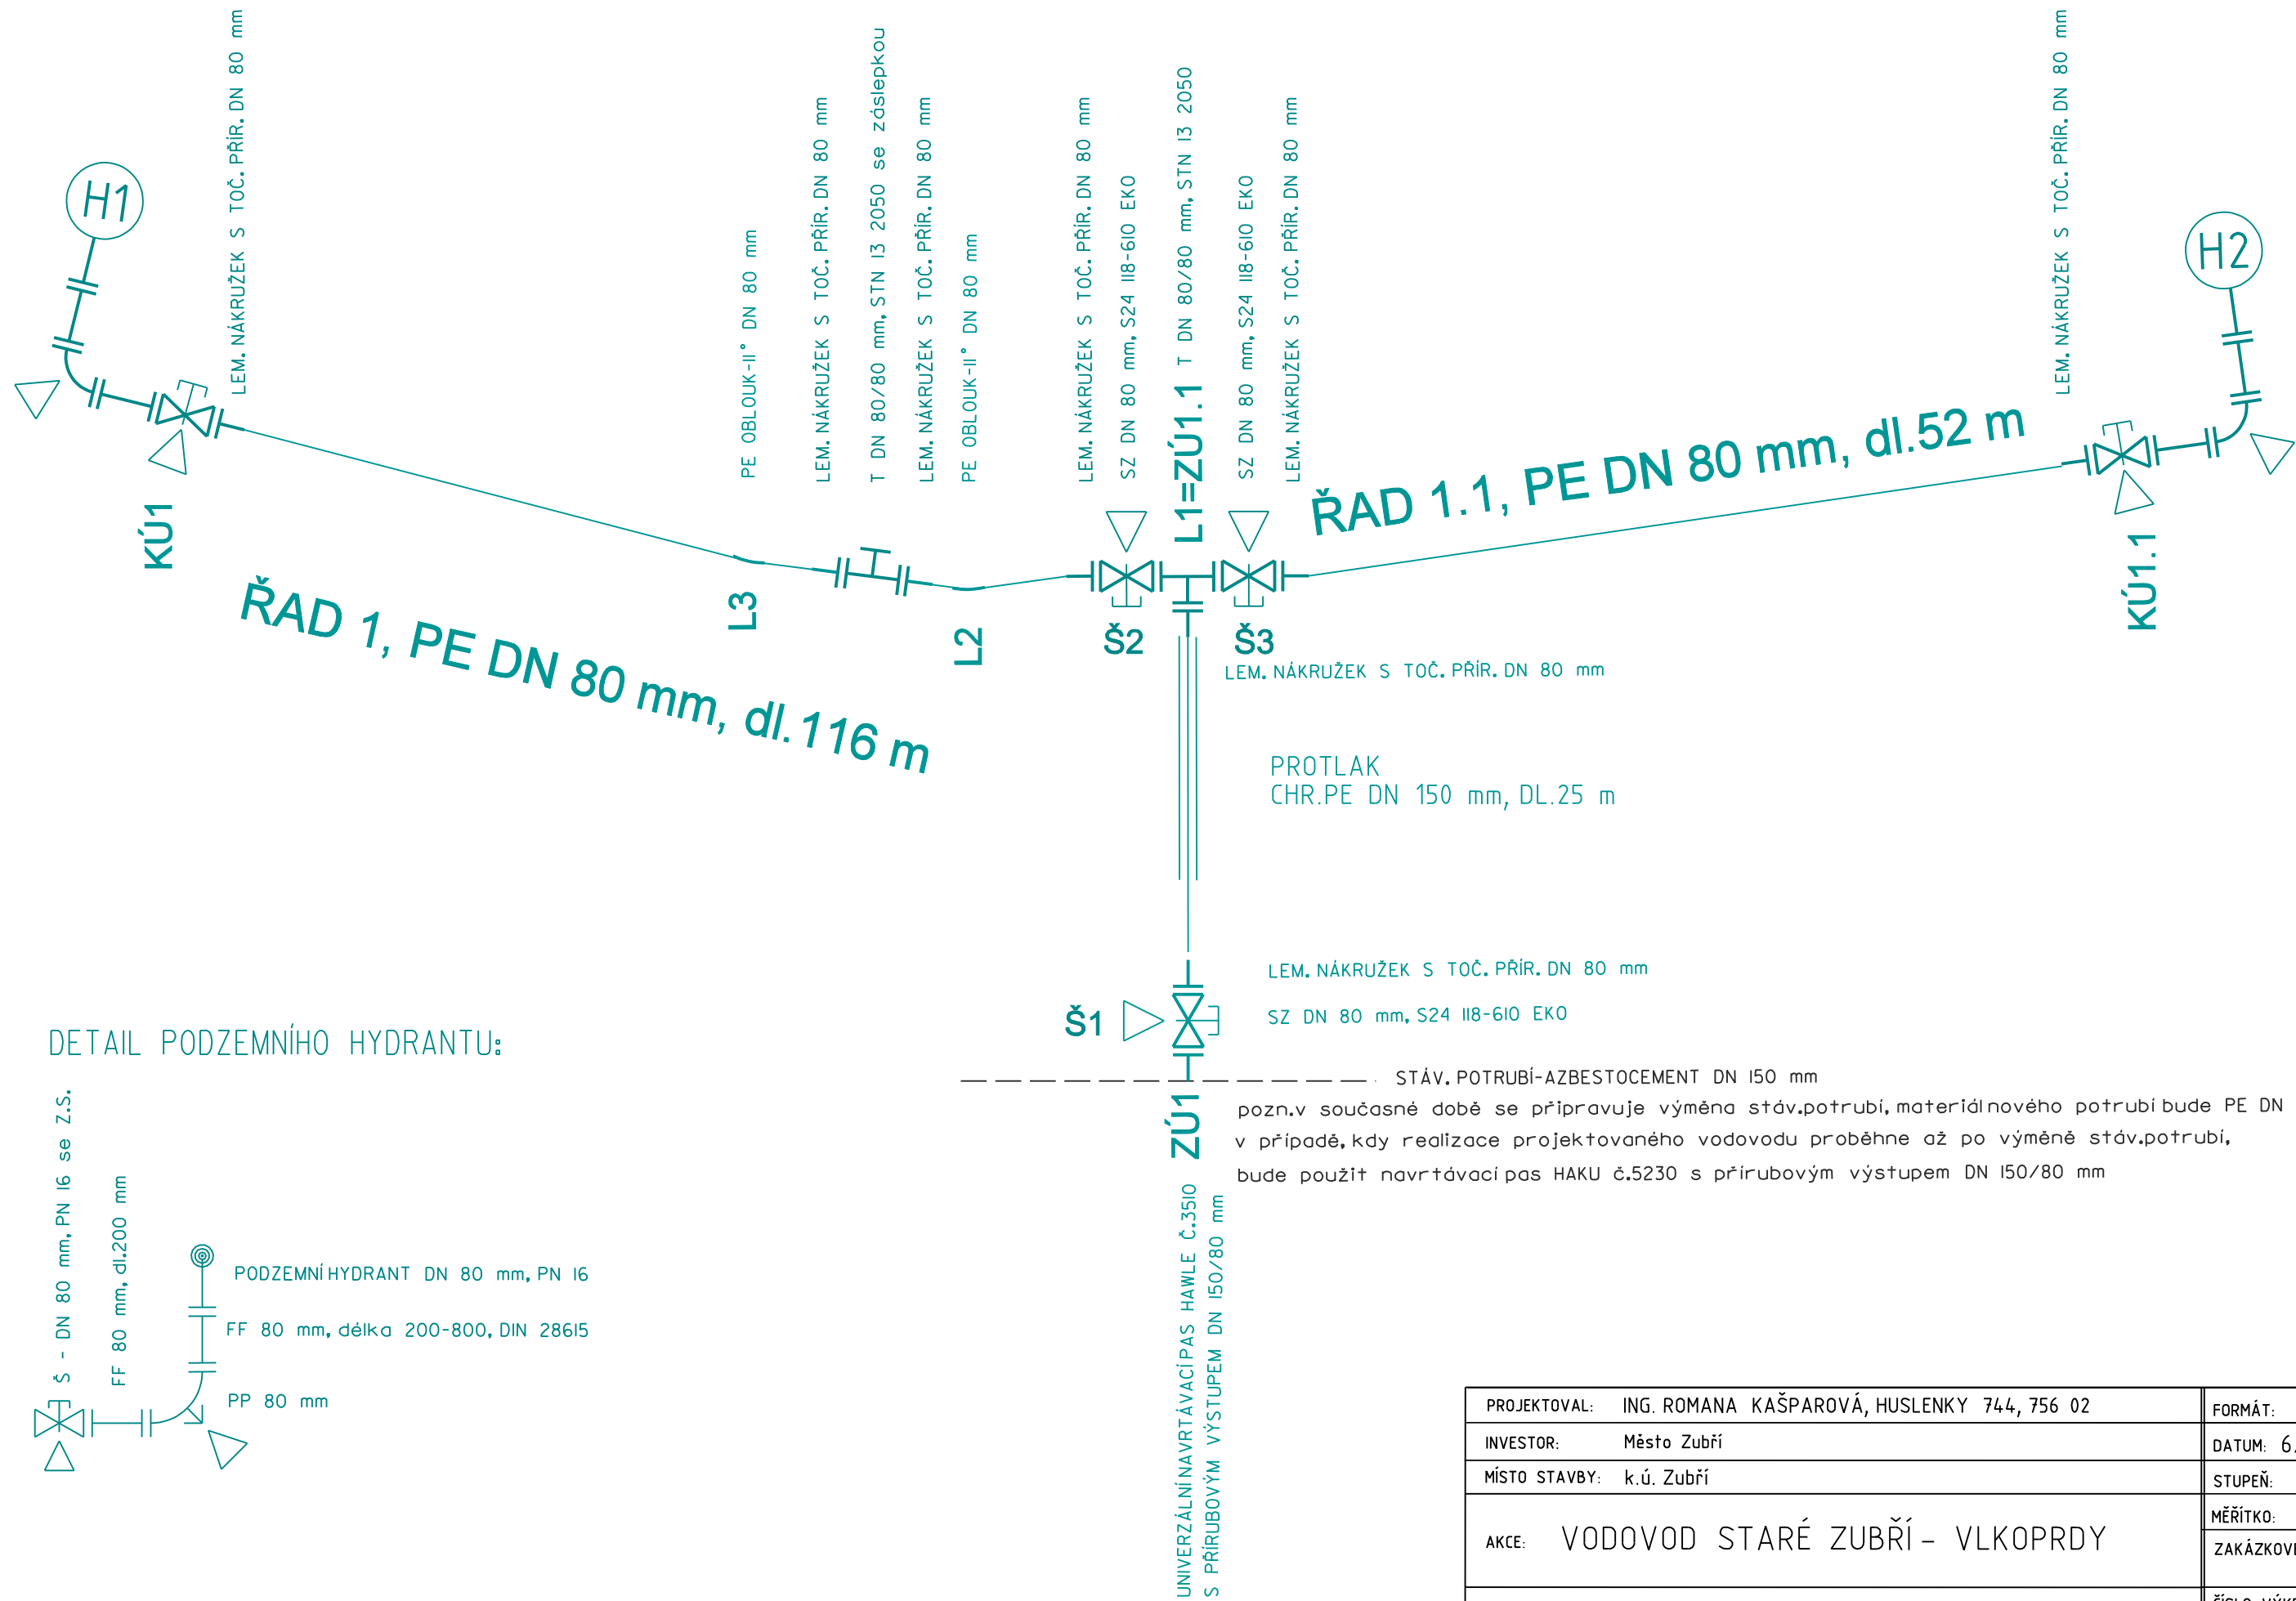 LEM. NÁKRUŽEK S TOČ. PŘÍR. DN 80 mm
PE OBLOUK-11° DN 80 mm
LEM. NÁKRUŽEK S TOČ. PŘÍR. DN 80 mm
T DN 80/80 mm, STN 13 2050 se záslepkou
LEM. NÁKRUŽEK S TOČ. PŘÍR. DN 80 mm
PE OBLOUK-11° DN 80 mm
LEM. NÁKRUŽEK S TOČ. PŘÍR. DN 80 mm
SZ DN 80 mm, S24 118-610 EKO
L1=ZÚ1.1 T DN 80/80 mm, STN 13 2050
SZ DN 80 mm, S24 118-610 EKO
LEM. NÁKRUŽEK S TOČ. PŘÍR. DN 80 mm
LEM. NÁKRUŽEK S TOČ. PŘÍR. DN 80 mm
H1
H2
KÚ1
ŘAD 1, PE DN 80 mm, dl.116 m
L3
L2
Š2
Š3
ŘAD 1.1, PE DN 80 mm, dl.52 m
KÚ1.1
LEM. NÁKRUŽEK S TOČ. PŘÍR. DN 80 mm
PROTLAK
CHR.PE DN 150 mm, DL.25 m
LEM. NÁKRUŽEK S TOČ. PŘÍR. DN 80 mm
Š1
SZ DN 80 mm, S24 118-610 EKO
STÁV. POTRUBÍ-AZBESTOCEMENT DN 150 mm
pozn.v současné době se připravuje výměna stáv.potrubí, materiál nového potrubí bude PE DN
v případě, kdy realizace projektovaného vodovodu proběhne až po výměně stáv.potrubí,
bude použit navrtávací pas HAKU č.5230 s přírubovým výstupem DN 150/80 mm
ZÚ1
UNIVERZÁLNÍ NAVRTÁVACÍ PAS HAWLE Č.3510
S PŘÍRUBOVÝM VÝSTUPEM DN 150/80 mm
DETAIL PODZEMNÍHO HYDRANTU:
Š - DN 80 mm, PN 16 se Z.S.
FF 80 mm, dl.200 mm
PODZEMNÍ HYDRANT DN 80 mm, PN 16
FF 80 mm, délka 200-800, DIN 28615
PP 80 mm
PROJEKTOVAL: ING. ROMANA KAŠPAROVÁ, HUSLENKY 744, 756 02
FORMÁT:
INVESTOR: Město Zubří
DATUM: 6.
MÍSTO STAVBY: k.ú. Zubří
STUPEŇ:
AKCE: VODOVOD STARÉ ZUBŘÍ - VLKOPRDY
MĚŘÍTKO: